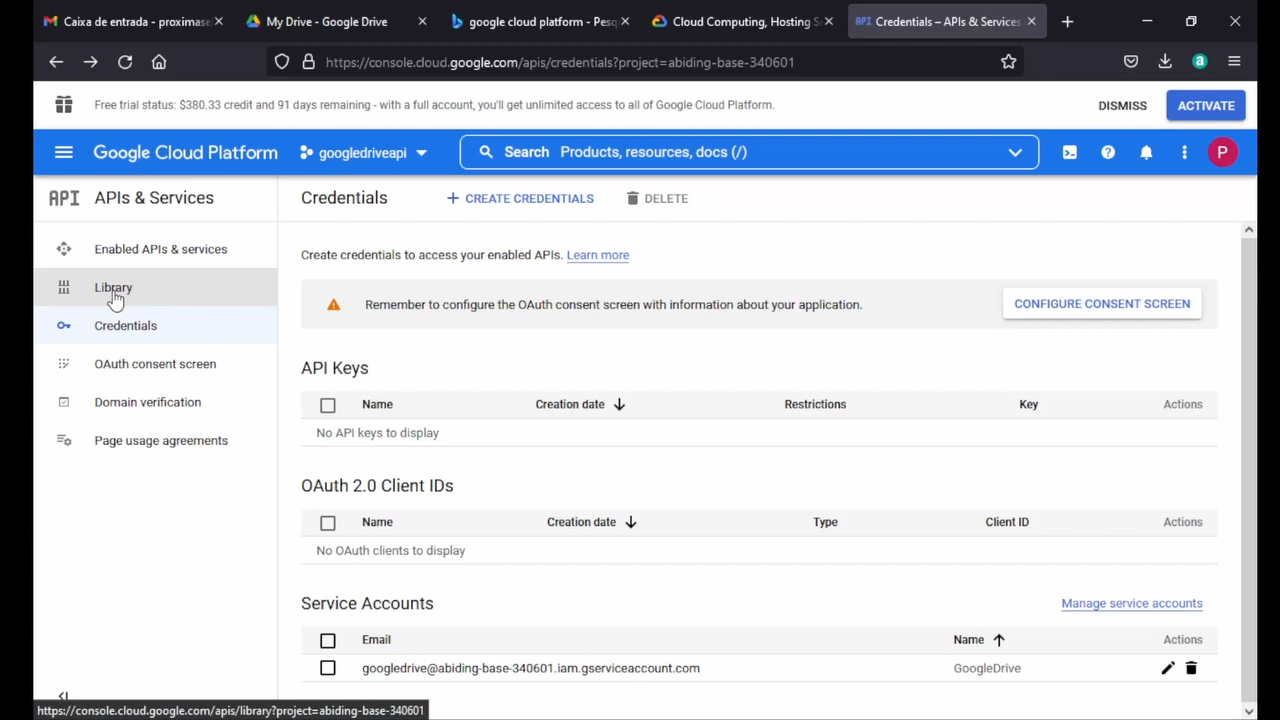 Caixa de entrada - proximase
My Drive - Google Drive
google cloud platform - Pesq
Cloud Computing, Hosting S
API Credentials – APIs & Services
https://console.cloud.google.com/apis/credentials?project=abiding-base-340601
a
Free trial status: $380.33 credit and 91 days remaining - with a full account, you'll get unlimited access to all of Google Cloud Platform.
DISMISS
ACTIVATE
Google Cloud Platform
googledriveapi
Search Products, resources, docs (/)
P
API APIs & Services
Credentials
CREATE CREDENTIALS
DELETE
Enabled APIs & services
Library
Credentials
OAuth consent screen
Domain verification
Page usage agreements
Create credentials to access your enabled APIs. Learn more
Remember to configure the OAuth consent screen with information about your application.
CONFIGURE CONSENT SCREEN
API Keys
Name Creation date Restrictions Key Actions
No API keys to display
OAuth 2.0 Client IDs
Name Creation date Type Client ID Actions
No OAuth clients to display
Service Accounts
Manage service accounts
Email Name Actions
googledrive@abiding-base-340601.iam.gserviceaccount.com GoogleDrive
https://console.cloud.google.com/apis/library?project=abiding-base-340601